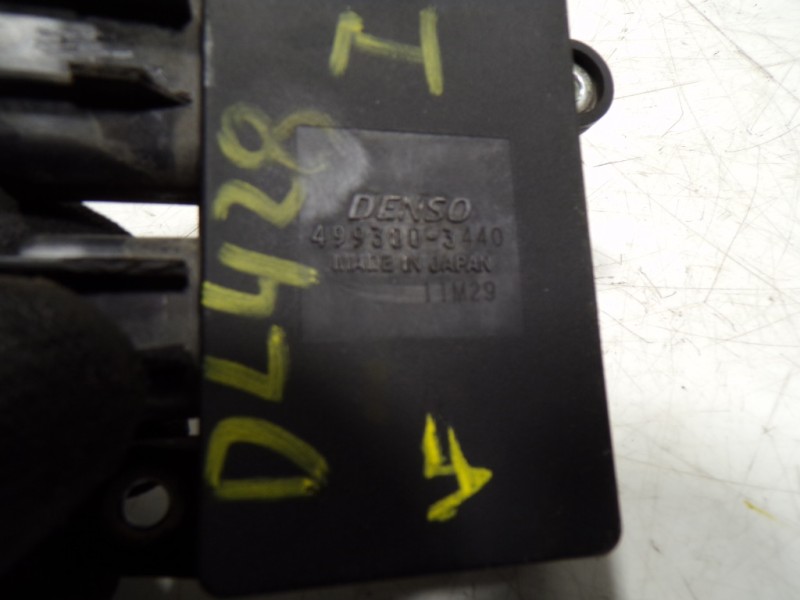 DENSO
499300-3440
MADE IN JAPAN
11M29
DL428